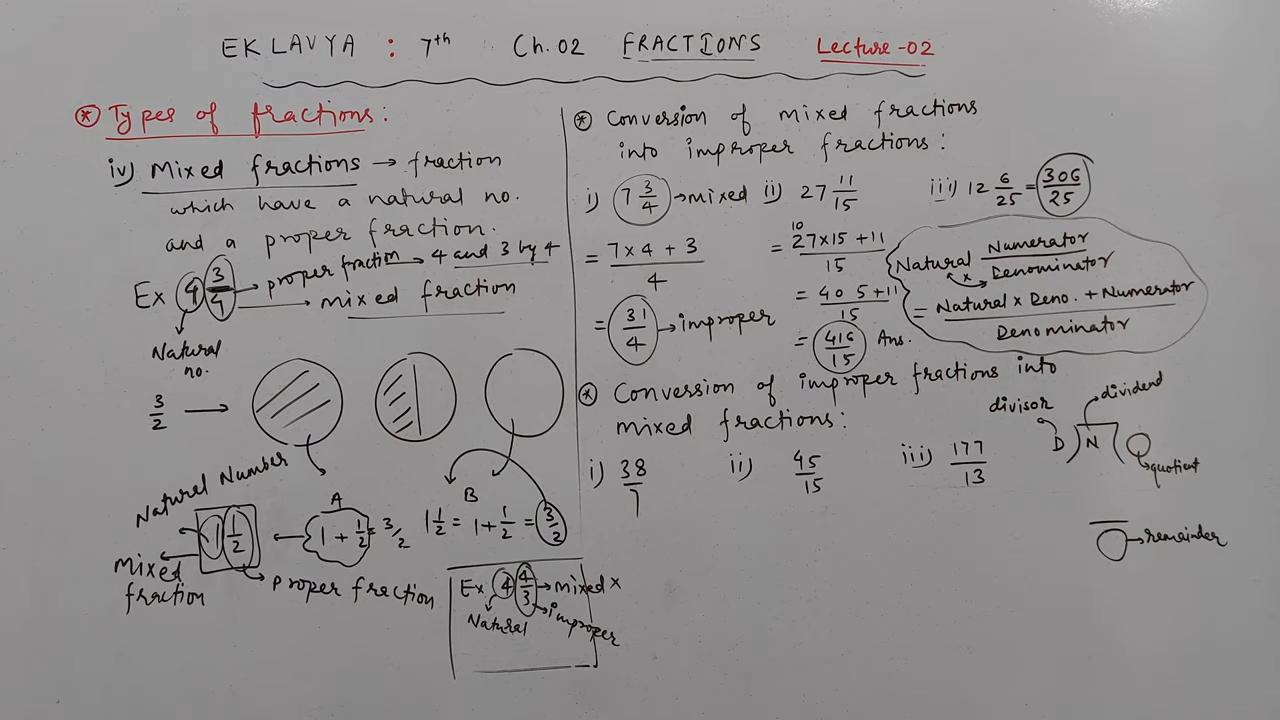 EKLAVYA : 7th Ch. 02 FRACTIONS Lecture-02
* Types of fractions:
iv) Mixed fractions → fraction
which have a natural no.
and a proper fraction.
Ex 4 3/4 → proper fraction → 4 and 3 by 4
→ mixed fraction
Natural
no.
3/2 →
Natural Number
A
B
1 1/2 ← 1 + 1/2 = 3/2
1 1/2 = 1 + 1/2 = 3/2
Mixed
fraction
proper fraction
Ex 4 4/3 → mixed ×
Natural
improper
* Conversion of mixed fractions
into improper fractions:
i) 7 3/4 → mixed
= 7 × 4 + 3 / 4
= 31/4 → improper
ii) 27 11/15
10
= 27×15 + 11 / 15
= 405 + 11 / 15
= 416/15 Ans.
iii) 12 6/25 = 306/25
Natural Numerator / Denominator
×
= Natural × Deno. + Numerator / Denominator
* Conversion of improper fractions into
mixed fractions:
i) 38/7
ii) 45/15
iii) 177/13
divisor
dividend
D ) N ( Q
quotient
remainder